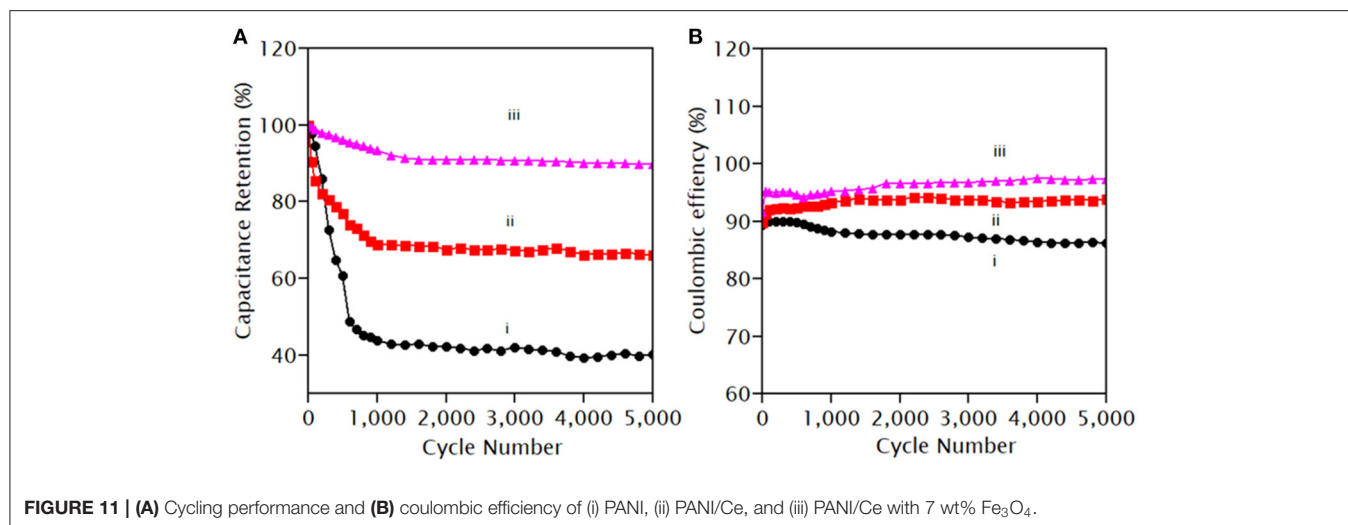 A
120
100
80
60
40
Capacitance Retention (%)
iii
ii
i
0 1,000 2,000 3,000 4,000 5,000
Cycle Number
B
120
110
100
90
80
70
60
Coulombic effiency (%)
iii
ii
i
0 1,000 2,000 3,000 4,000 5,000
Cycle Number
FIGURE 11 | (A) Cycling performance and (B) coulombic efficiency of (i) PANI, (ii) PANI/Ce, and (iii) PANI/Ce with 7 wt% Fe₃O₄.